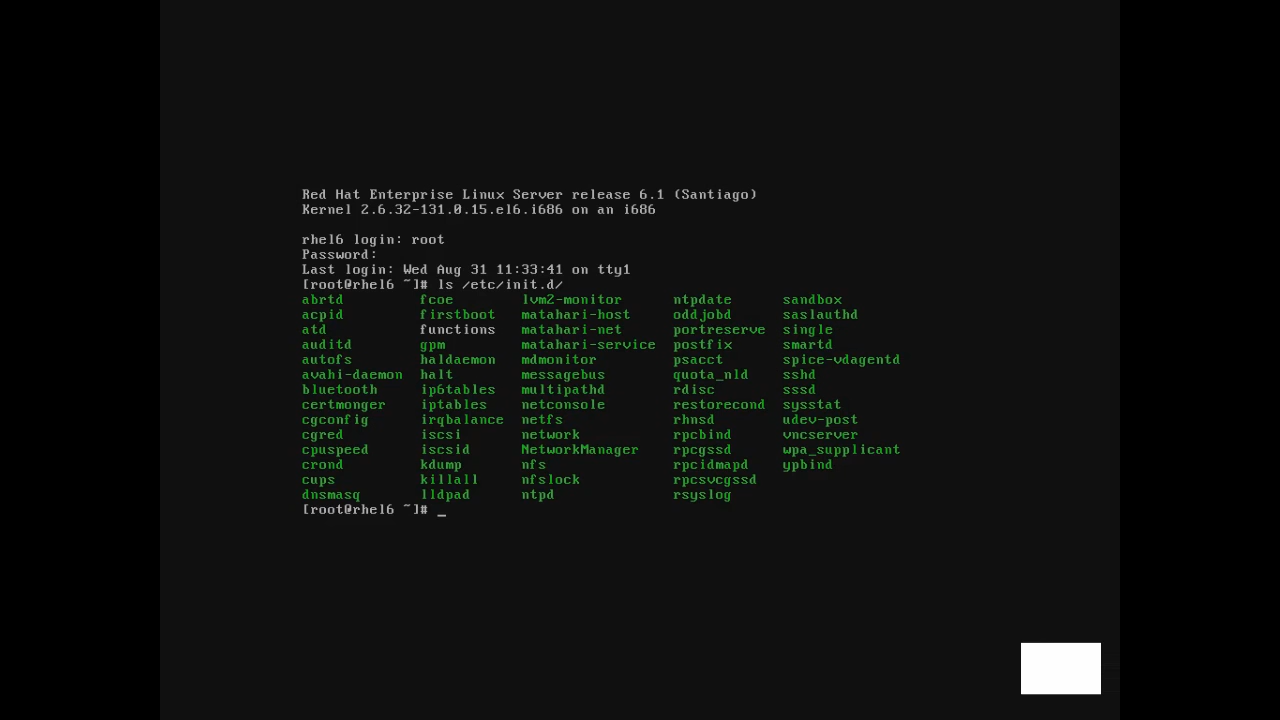 Red Hat Enterprise Linux Server release 6.1 (Santiago)
Kernel 2.6.32-131.0.15.el6.i686 on an i686
rhel6 login: root
Password:
Last login: Wed Aug 31 11:33:41 on tty1
[root@rhel6 ~]# ls /etc/init.d/
abrtd fcoe lvm2-monitor ntpdate sandbox
acpid firstboot matahari-host oddjobd saslauthd
atd functions matahari-net portreserve single
auditd gpm matahari-service postfix smartd
autofs haldaemon mdmonitor psacct spice-vdagentd
avahi-daemon halt messagebus quota_nld sshd
bluetooth ip6tables multipathd rdisc sssd
certmonger iptables netconsole restorecond sysstat
cgconfig irqbalance netfs rhnsd udev-post
cgred iscsi network rpcbind vncserver
cpuspeed iscsid NetworkManager rpcgssd wpa_supplicant
crond kdump nfs rpcidmapd ypbind
cups killall nfslock rpcsvcgssd
dnsmasq lldpad ntpd rsyslog
[root@rhel6 ~]# _